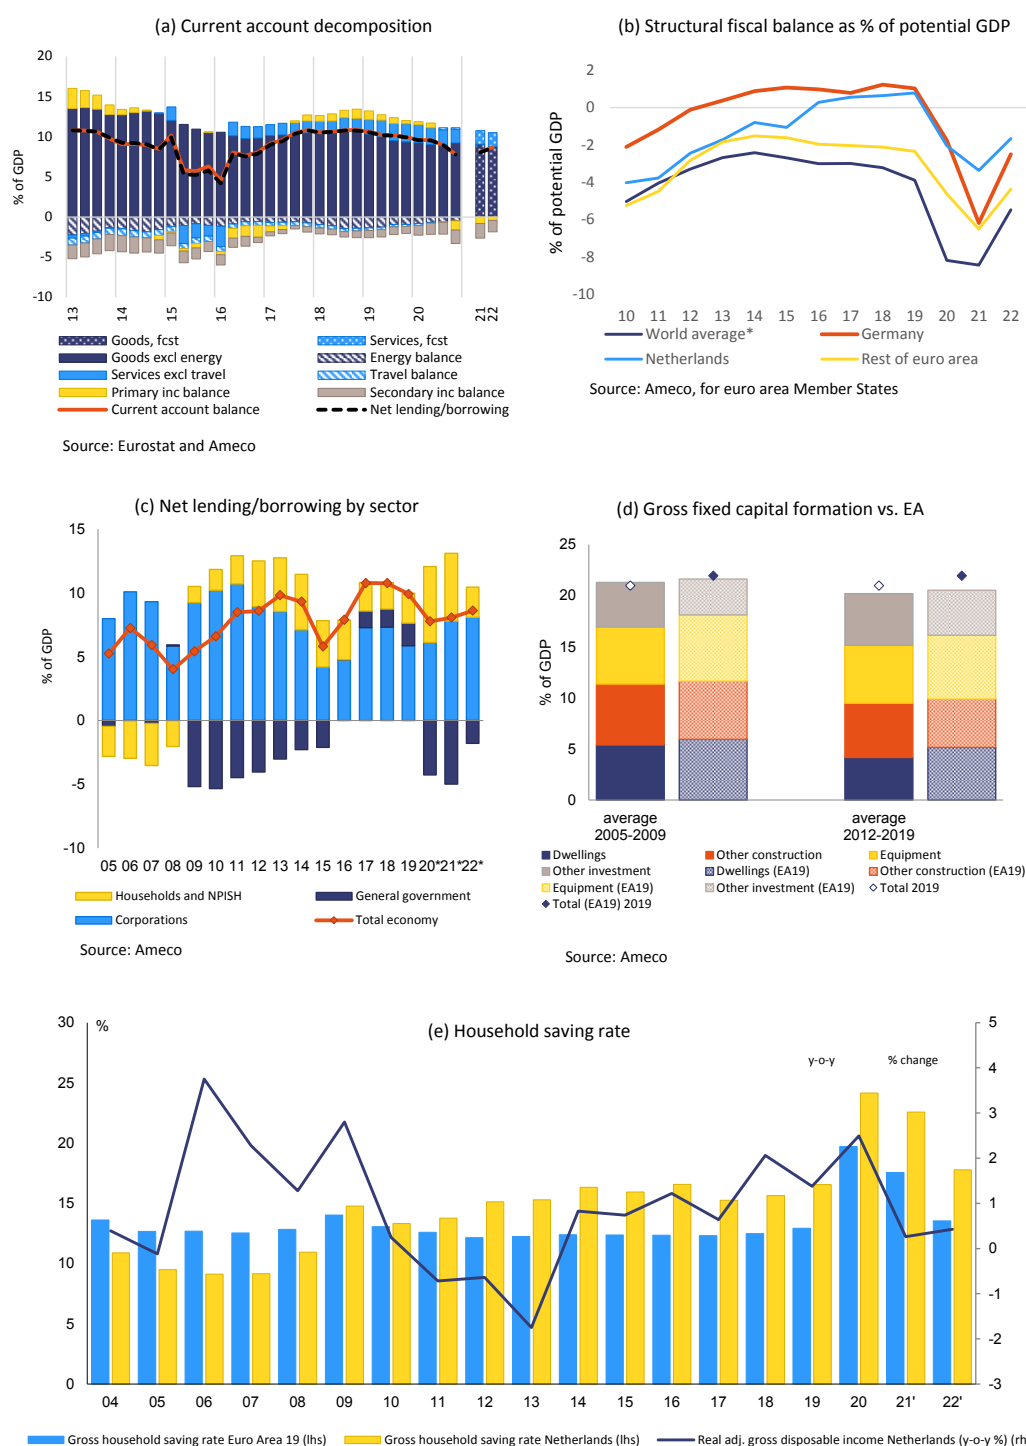 (a) Current account decomposition
20
15
10
5
0
-5
-10
% of GDP
13
14
15
16
17
18
19
20
21
22
Goods, fcst
Services, fcst
Goods excl energy
Energy balance
Services excl travel
Travel balance
Primary inc balance
Secondary inc balance
Current account balance
Net lending/borrowing
Source: Eurostat and Ameco
(b) Structural fiscal balance as % of potential GDP
2
0
-2
-4
-6
-8
-10
% of potential GDP
10 11 12 13 14 15 16 17 18 19 20 21 22
World average*
Germany
Netherlands
Rest of euro area
Source: Ameco, for euro area Member States
(c) Net lending/borrowing by sector
15
10
5
0
-5
-10
% of GDP
05 06 07 08 09 10 11 12 13 14 15 16 17 18 19 20*21*22*
Households and NPISH
General government
Corporations
Total economy
Source: Ameco
(d) Gross fixed capital formation vs. EA
25
20
15
10
5
0
% of GDP
average
2005-2009
average
2012-2019
Dwellings
Other construction
Equipment
Other investment
Dwellings (EA19)
Other construction (EA19)
Equipment (EA19)
Other investment (EA19)
Total 2019
Total (EA19) 2019
Source: Ameco
(e) Household saving rate
%
y-o-y
% change
30
25
20
15
10
5
0
5
4
3
2
1
0
-1
-2
-3
04 05 06 07 08 09 10 11 12 13 14 15 16 17 18 19 20 21' 22'
Gross household saving rate Euro Area 19 (lhs)
Gross household saving rate Netherlands (lhs)
Real adj. gross disposable income Netherlands (y-o-y %) (rh